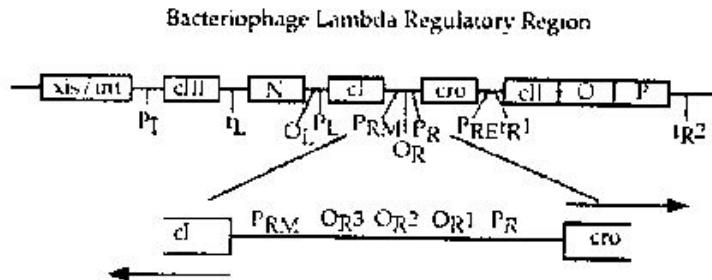 Bacteriophage Lambda Regulatory Region
xis/int cIII N cI cro cII O P
PI tL OL PL PRM OR PR PRE tR1 tR2
cI PRM OR3 OR2 OR1 PR cro